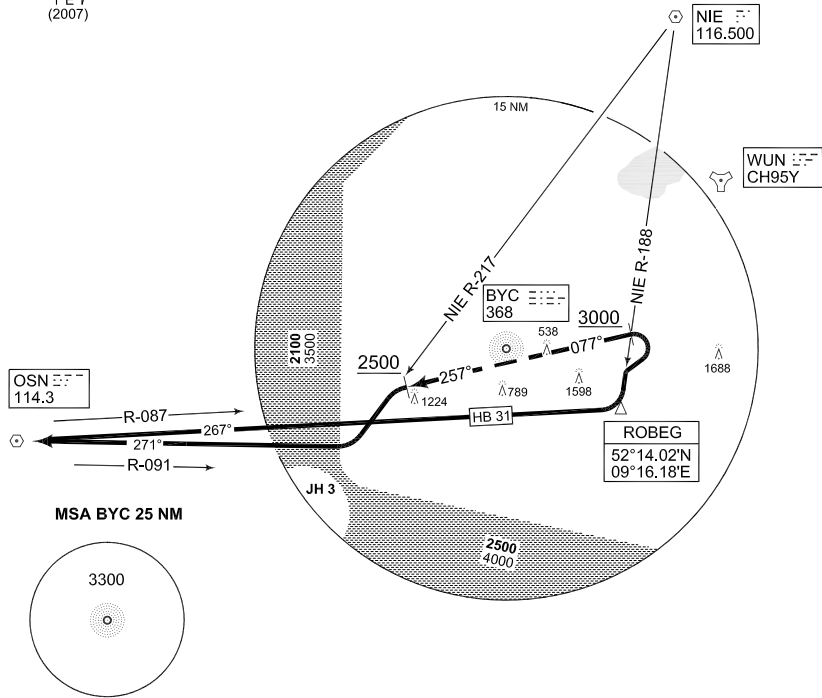 (2007)
NIE
116.500
15 NM
WUN
CH95Y
NIE R-217
NIE R-188
BYC
368
3000
538
077°
2100
3500
2500
257°
1688
OSN
114.3
1224
789
1598
R-087
267°
HB 31
271°
R-091
ROBEG
52°14.02'N
09°16.18'E
JH 3
MSA BYC 25 NM
2500
4000
3300